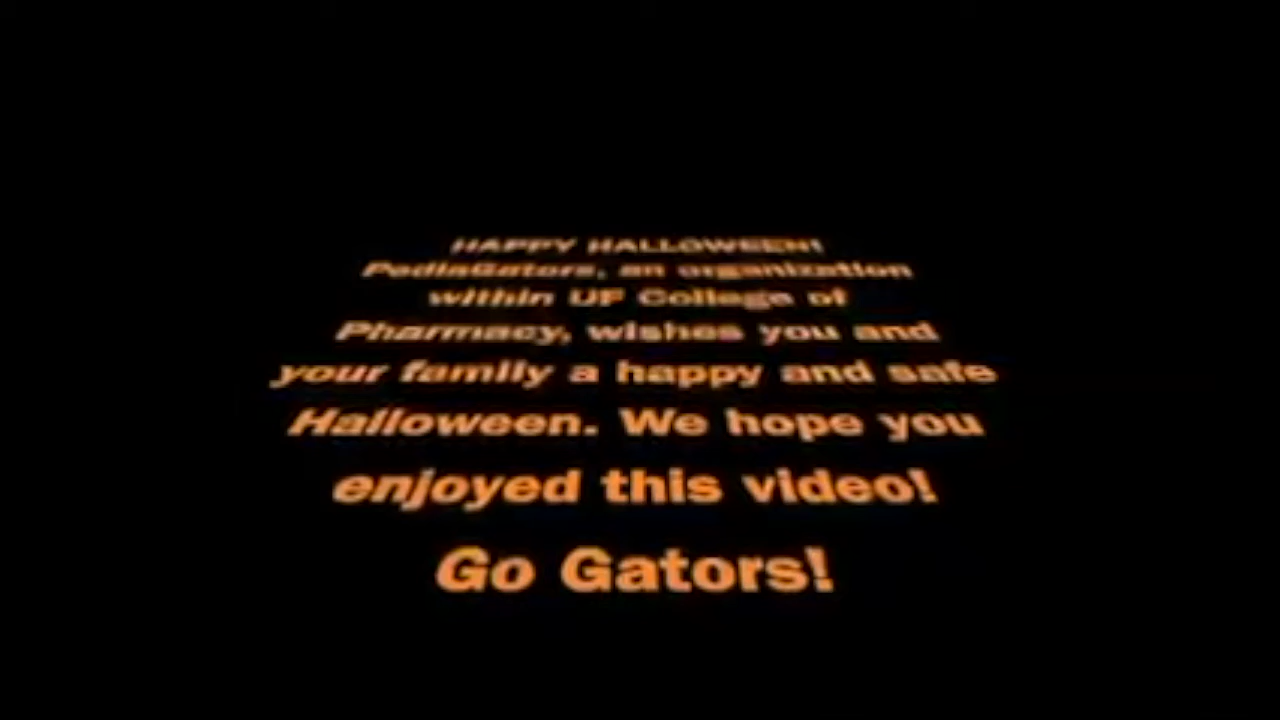 HAPPY HALLOWEEN!
PediaGators, an organization
within UF College of
Pharmacy, wishes you and
your family a happy and safe
Halloween. We hope you
enjoyed this video!
Go Gators!